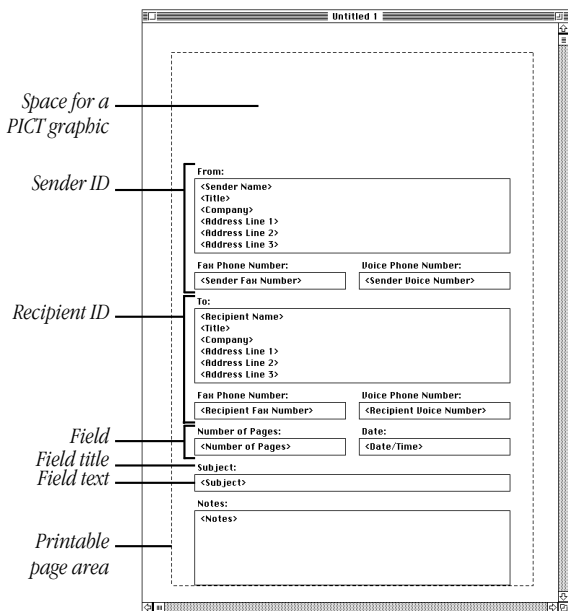 Untitled 1
Space for a
PICT graphic
Sender ID
From:
<Sender Name>
<Title>
<Company>
<Address Line 1>
<Address Line 2>
<Address Line 3>
Fax Phone Number: Voice Phone Number:
<Sender Fax Number> <Sender Voice Number>
Recipient ID
To:
<Recipient Name>
<Title>
<Company>
<Address Line 1>
<Address Line 2>
<Address Line 3>
Fax Phone Number: Voice Phone Number:
<Recipient Fax Number> <Recipient Voice Number>
Field
Number of Pages: Date:
<Number of Pages> <Date/Time>
Field title
Subject:
Field text
<Subject>
Notes:
<Notes>
Printable
page area